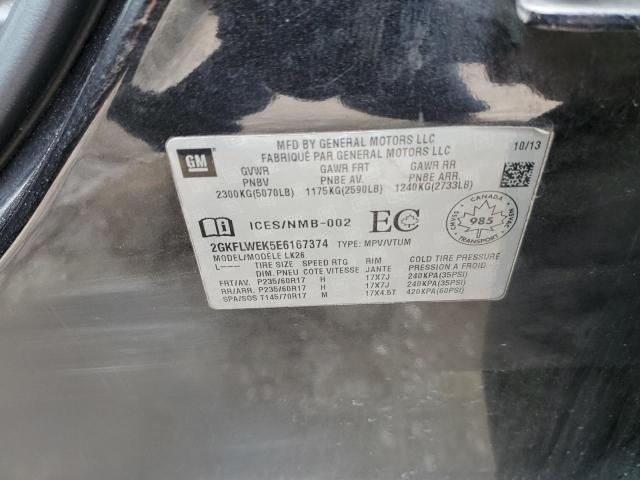 MFD BY GENERAL MOTORS LLC
FABRIQUÉ PAR GENERAL MOTORS LLC
10/13
GM
GVWR GAWR FRT GAWR RR
PNBV PNBE AV. PNBE ARR.
2300KG(5070LB) 1175KG(2590LB) 1240KG(2733LB)
ICES/NMB-002 EC
CANADA
CMVSS 985 NSVAC
2GKFLWEK5E6167374 TYPE: MPV/VTUM
MODEL/MODÈLE LK26
L--- TIRE SIZE SPEED RTG RIM COLD TIRE PRESSURE
DIM. PNEU COTE VITESSE JANTE PRESSION A FROID
FRT/AV. P235/60R17 H 17X7J 240KPA(35PSI)
RR/ARR. P235/60R17 H 17X7J 240KPA(35PSI)
SPA/SOS T145/70R17 M 17X4.5T 420KPA(60PSI)